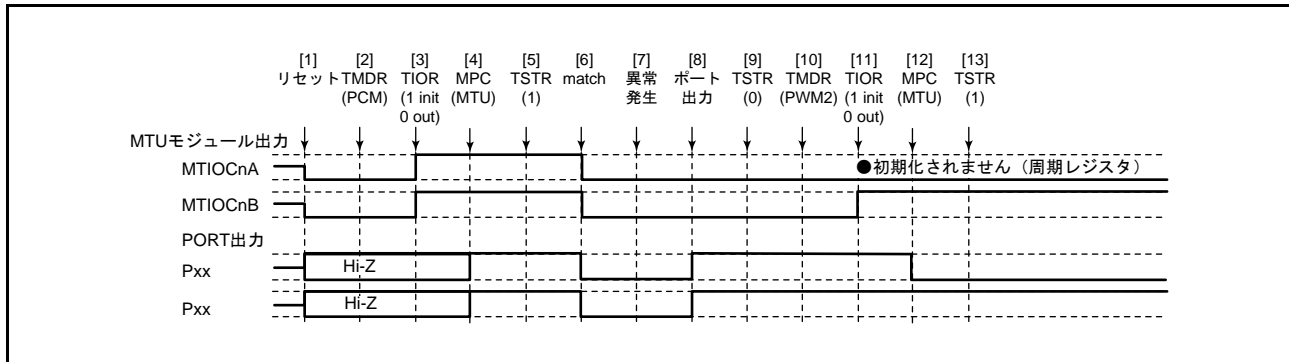 [1] [2] [3] [4] [5] [6] [7] [8] [9] [10] [11] [12] [13]
リセット TMDR TIOR MPC TSTR match 異常 ポート TSTR TMDR TIOR MPC TSTR
(PCM) (1 init (MTU) (1) 発生 出力 (0) (PWM2) (1 init (MTU) (1)
0 out) 0 out)
MTUモジュール出力
MTIOCnA ●初期化されません（周期レジスタ）
MTIOCnB
PORT出力
Pxx Hi-Z
Pxx Hi-Z